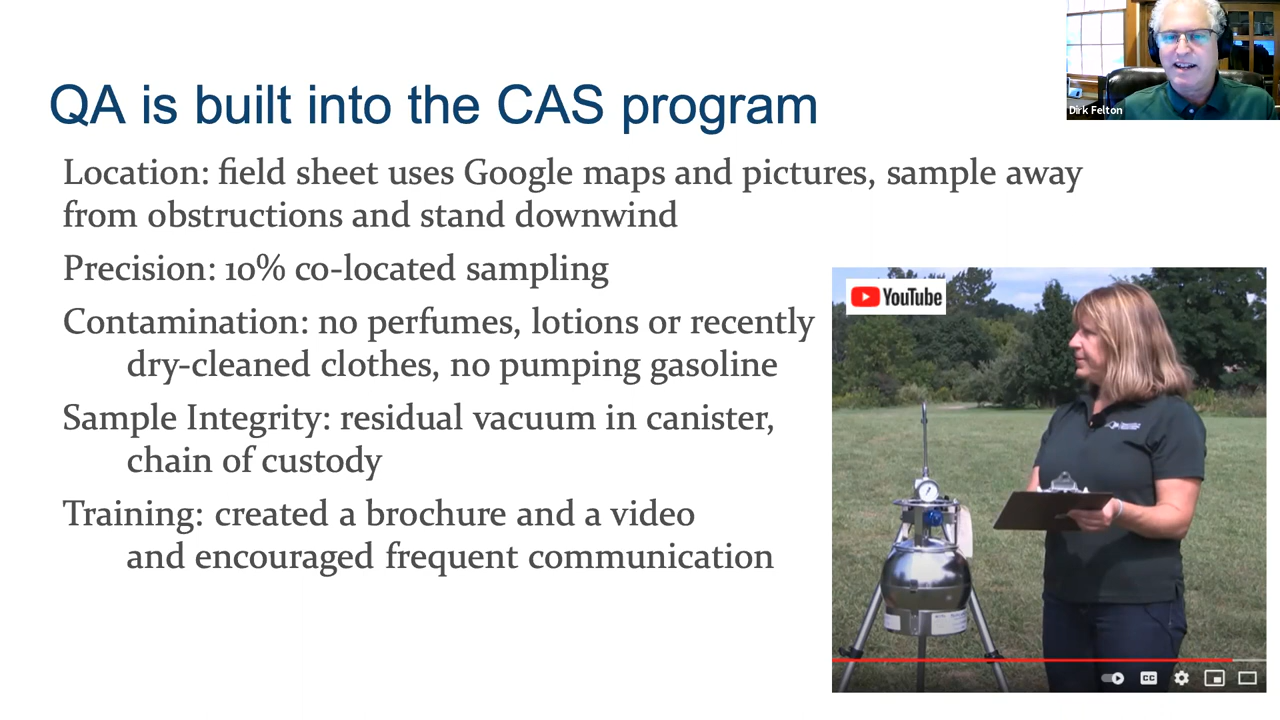 QA is built into the CAS program
Dirk Felton
Location: field sheet uses Google maps and pictures, sample away
from obstructions and stand downwind
Precision: 10% co-located sampling
Contamination: no perfumes, lotions or recently
dry-cleaned clothes, no pumping gasoline
Sample Integrity: residual vacuum in canister,
chain of custody
Training: created a brochure and a video
and encouraged frequent communication
YouTube
CC